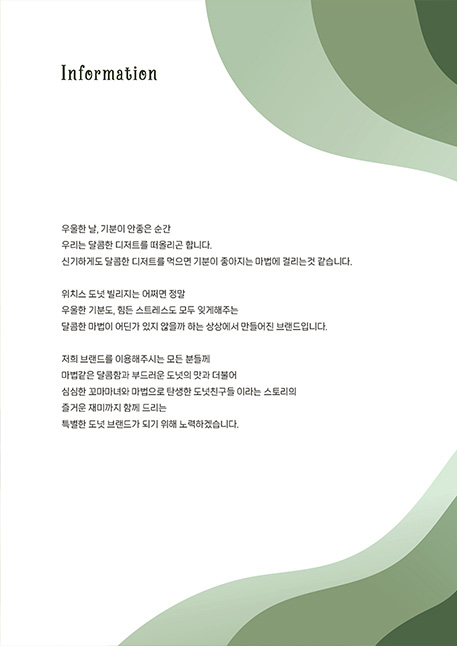 Information
우울한 날, 기분이 안좋은 순간
우리는 달콤한 디저트를 떠올리곤 합니다.
신기하게도 달콤한 디저트를 먹으면 기분이 좋아지는 마법에 걸리는것 같습니다.
위치스 도넛 빌리지는 어쩌면 정말
우울한 기분도, 힘든 스트레스도 모두 잊게해주는
달콤한 마법이 어딘가 있지 않을까 하는 상상에서 만들어진 브랜드입니다.
저희 브랜드를 이용해주시는 모든 분들께
마법같은 달콤함과 부드러운 도넛의 맛과 더불어
심심한 꼬마마녀와 마법으로 탄생한 도넛친구들 이라는 스토리의
즐거운 재미까지 함께 드리는
특별한 도넛 브랜드가 되기 위해 노력하겠습니다.